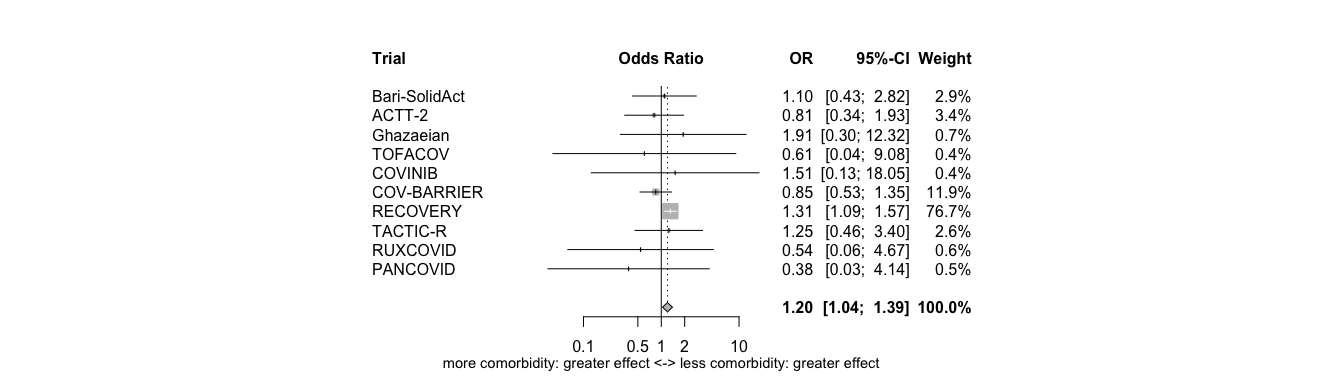 Trial Odds Ratio OR 95%-CI Weight
Bari-SolidAct 1.10 [0.43; 2.82] 2.9%
ACTT-2 0.81 [0.34; 1.93] 3.4%
Ghazaeian 1.91 [0.30; 12.32] 0.7%
TOFACOV 0.61 [0.04; 9.08] 0.4%
COVINIB 1.51 [0.13; 18.05] 0.4%
COV-BARRIER 0.85 [0.53; 1.35] 11.9%
RECOVERY 1.31 [1.09; 1.57] 76.7%
TACTIC-R 1.25 [0.46; 3.40] 2.6%
RUXCOVID 0.54 [0.06; 4.67] 0.6%
PANCOVID 0.38 [0.03; 4.14] 0.5%
1.20 [1.04; 1.39] 100.0%
0.1 0.5 1 2 10
more comorbidity: greater effect <-> less comorbidity: greater effect